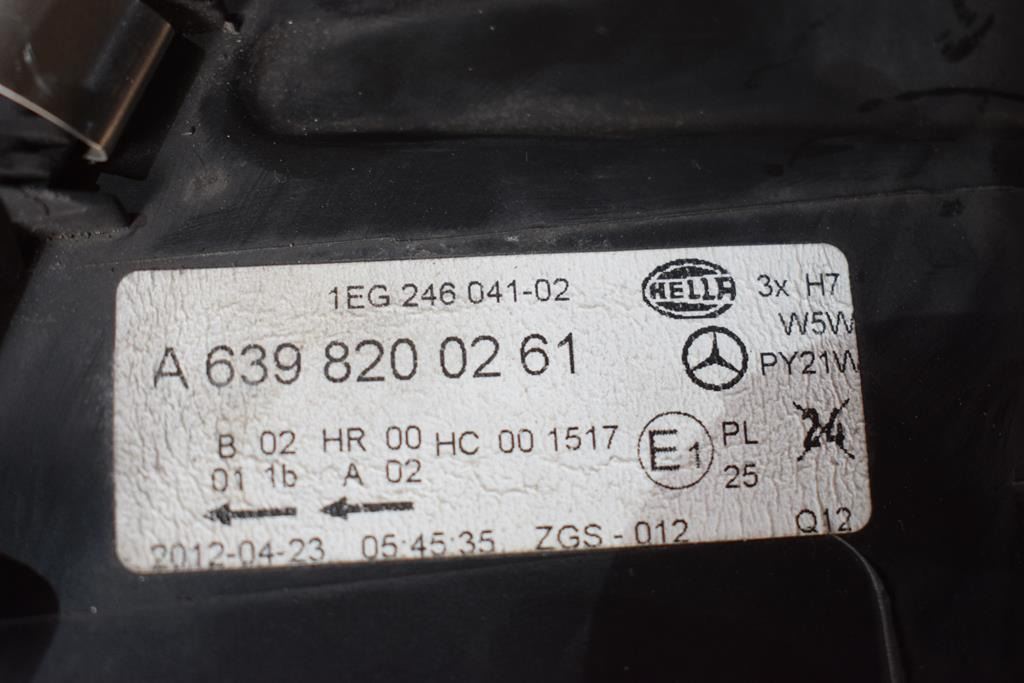 1EG 246 041-02
HELLA
3x H7
W5W
A 639 820 02 61
PY21W
B 02 HR 00 HC 00 1517
E1
PL
24
01 1b A 02
25
2012-04-23 05:45:35 ZGS - 012
Q12